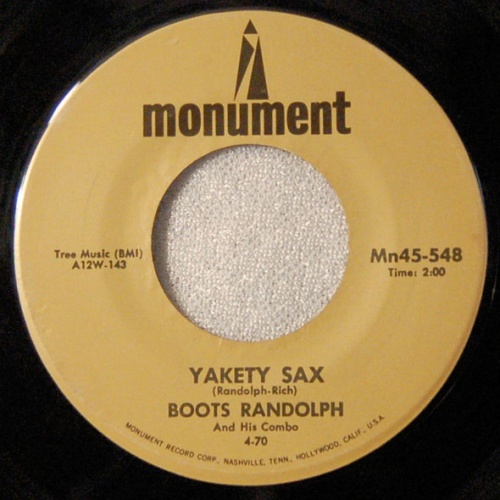 monument
Tree Music (BMI)
A12W-143
Mn45-548
Time: 2:00
YAKETY SAX
(Randolph-Rich)
BOOTS RANDOLPH
And His Combo
4-70
MONUMENT RECORD CORP., NASHVILLE, TENN., HOLLYWOOD, CALIF., U.S.A